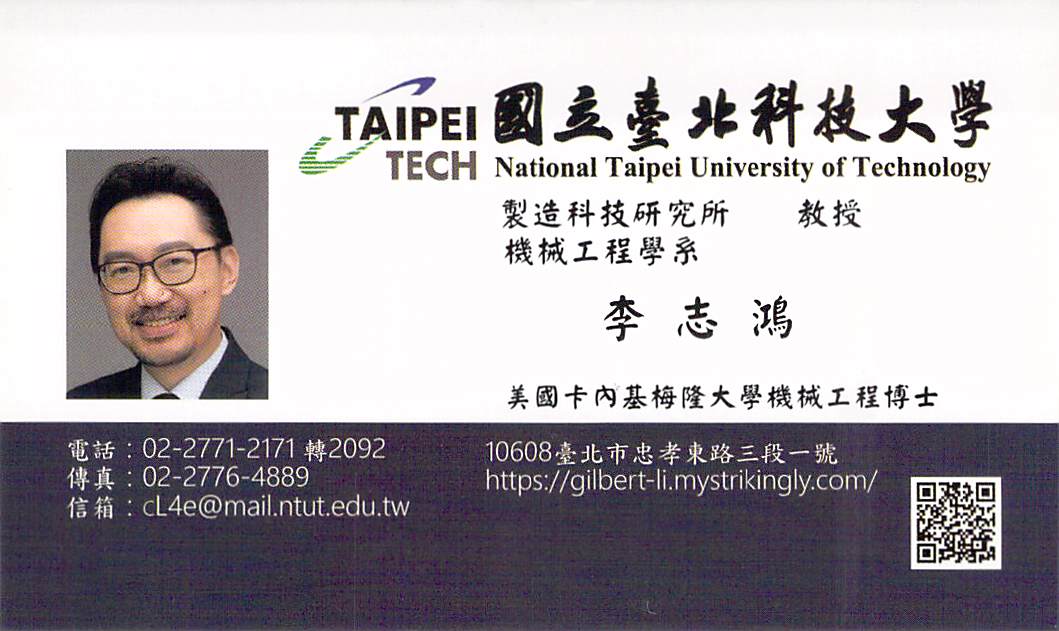 TAIPEI
TECH
國立臺北科技大學
National Taipei University of Technology
製造科技研究所 教授
機械工程學系
李志鴻
美國卡內基梅隆大學機械工程博士
電話：02-2771-2171 轉2092
傳真：02-2776-4889
信箱：cL4e@mail.ntut.edu.tw
10608臺北市忠孝東路三段一號
https://gilbert-li.mystrikingly.com/